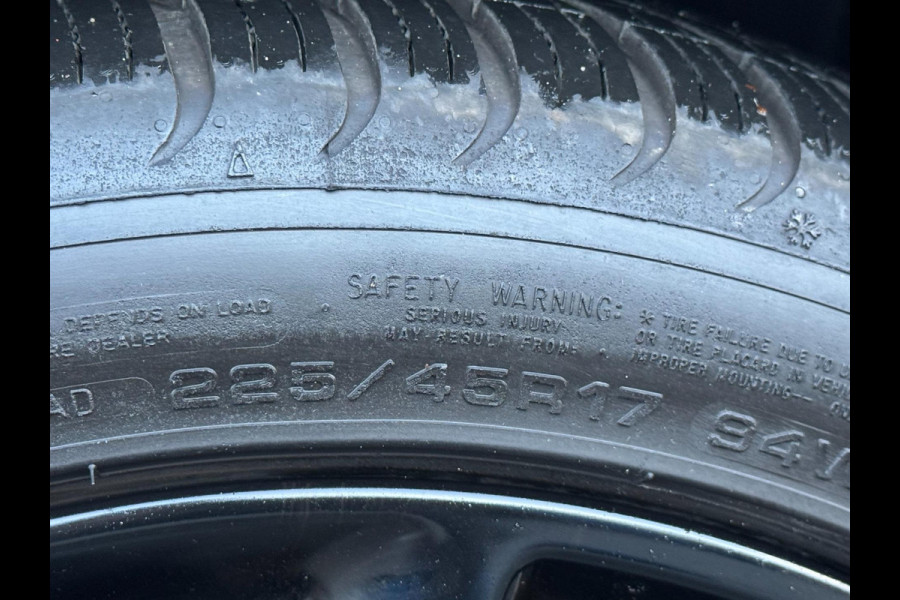 DEPENDS ON LOAD
DEALER
SAFETY WARNING:
SERIOUS INJURY
MAY RESULT FROM:
* TIRE FAILURE DUE TO
OR TIRE PLACARD IN
IMPROPER MOUNTING--
AD
225/45R17 94V